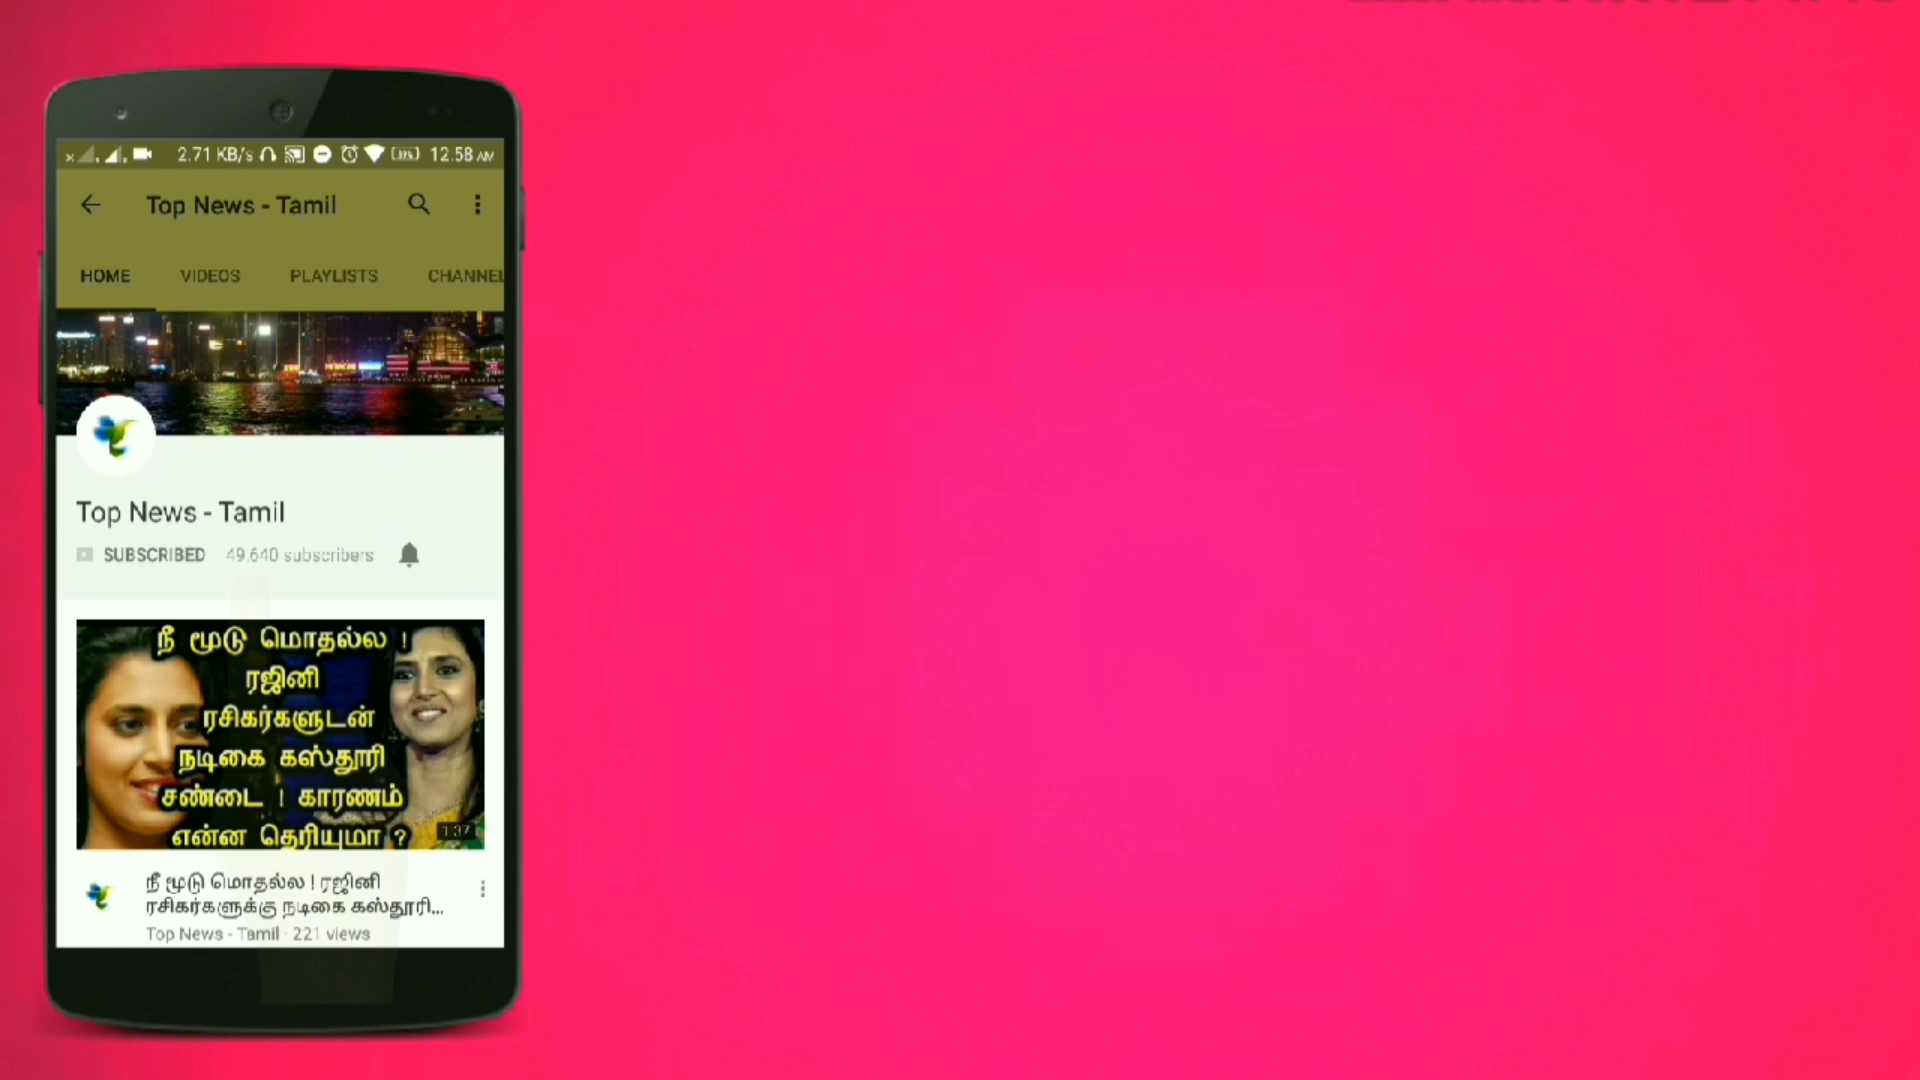 2.71 KB/s 12:58 AM
Top News - Tamil
HOME VIDEOS PLAYLISTS CHANNEL
Top News - Tamil
SUBSCRIBED 49,640 subscribers
நீ மூடு மொதல்ல !
ரஜினி
ரசிகர்களுடன்
நடிகை கஸ்தூரி
சண்டை | காரணம்
என்ன தெரியுமா ?
1:37
நீ மூடு மொதல்ல ! ரஜினி
ரசிகர்களுக்கு நடிகை கஸ்தூரி...
Top News - Tamil · 221 views